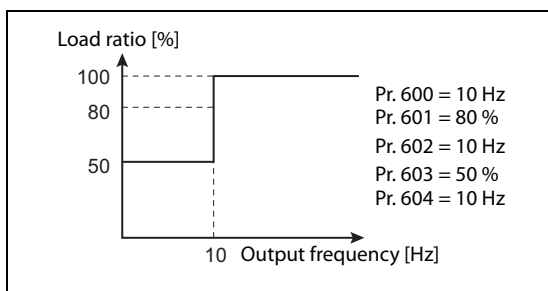 Load ratio [%]
100
80
50
10
Output frequency [Hz]
Pr. 600 = 10 Hz
Pr. 601 = 80 %
Pr. 602 = 10 Hz
Pr. 603 = 50 %
Pr. 604 = 10 Hz